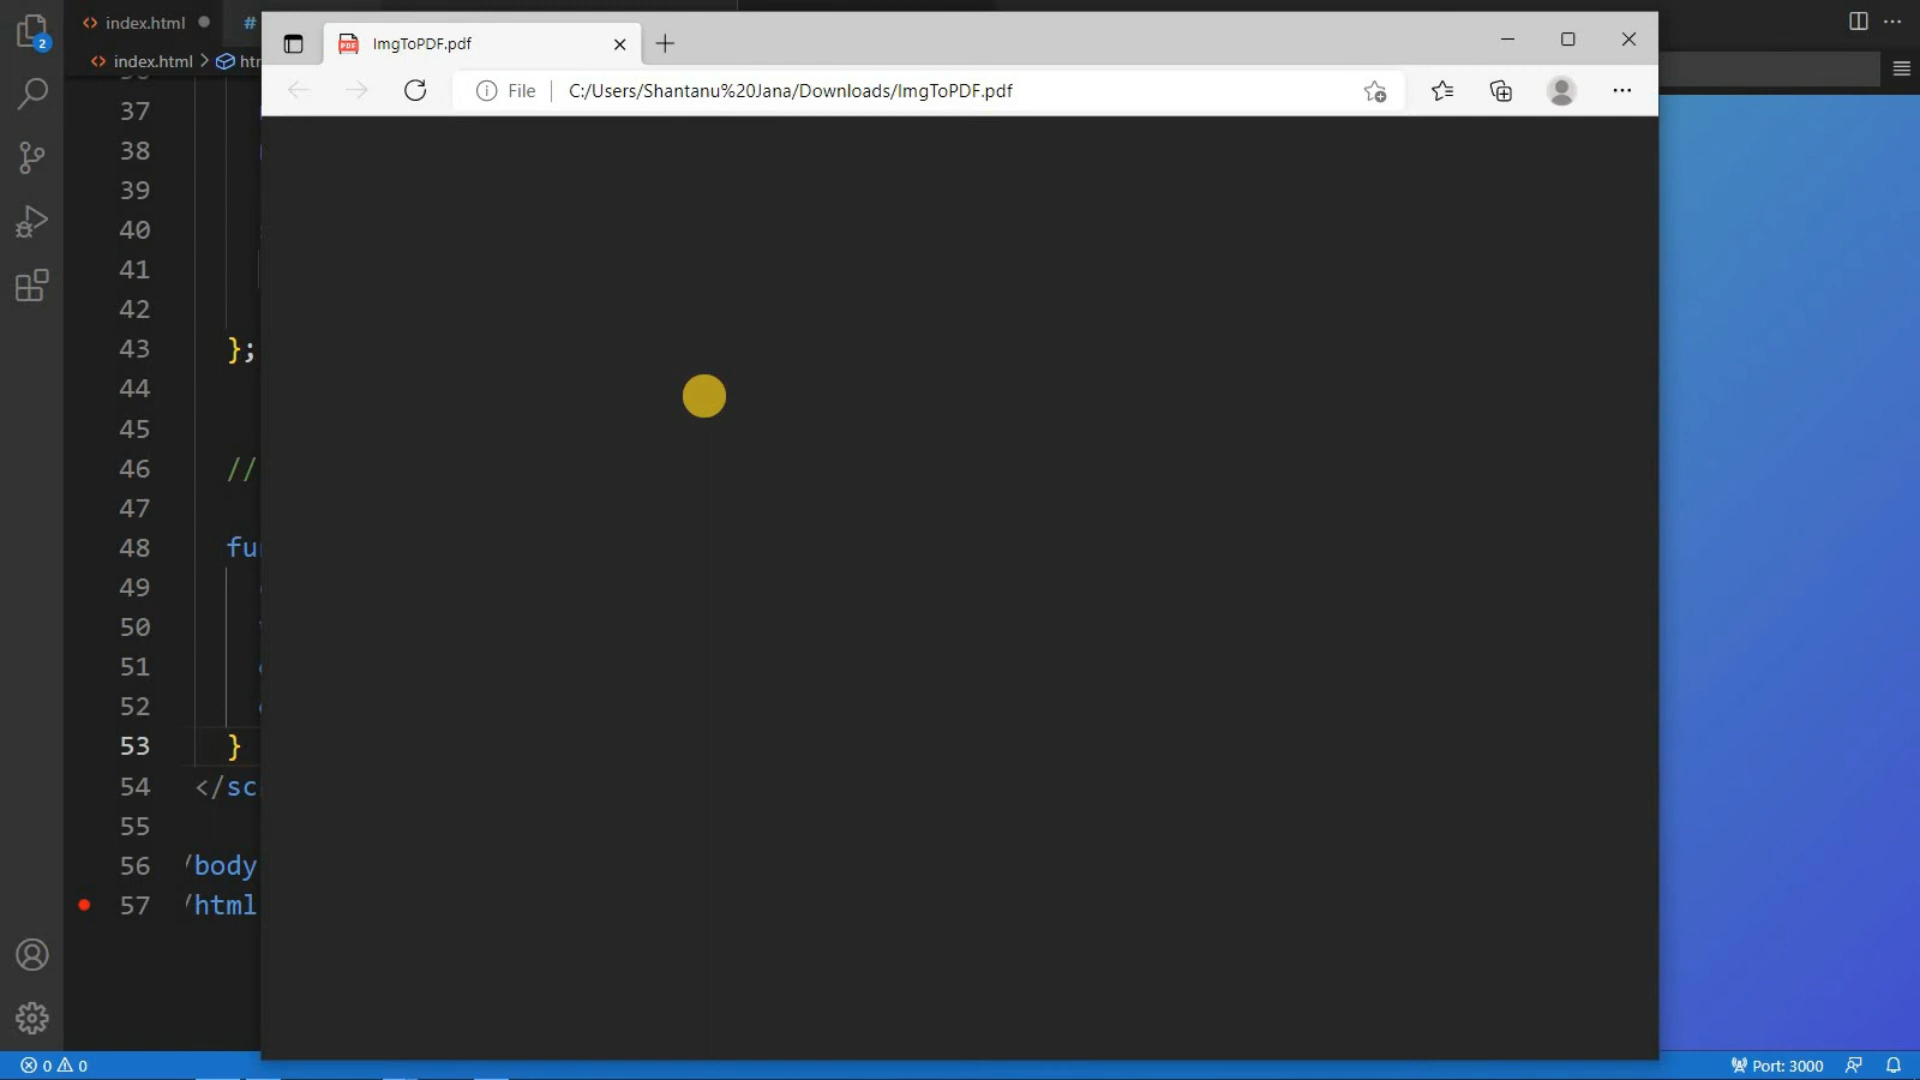 2
index.html
#
index.html > htm
ImgToPDF.pdf
File
C:/Users/Shantanu%20Jana/Downloads/ImgToPDF.pdf
37
38
39
40
41
42
43 };
44
45
46 //
47
48 fu
49
50
51
52
53 }
54 </sc
55
56 /body
57 /html
0 0
Port: 3000